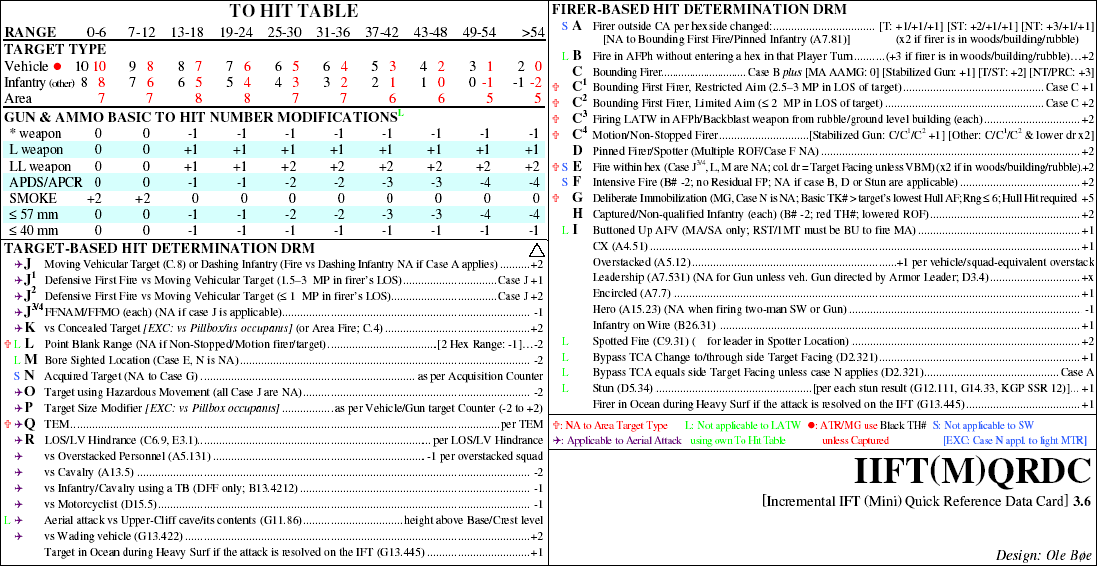 TO HIT TABLE
RANGE 0-6 7-12 13-18 19-24 25-30 31-36 37-42 43-48 49-54 >54
TARGET TYPE
Vehicle ● 10 10 9 8 8 7 7 6 6 5 6 4 5 3 4 2 3 1 2 0
Infantry (other) 8 8 7 6 6 5 5 4 4 3 3 2 2 1 1 0 0 -1 -1 -2
Area 7 7 8 8 7 7 6 6 5 5
GUN & AMMO BASIC TO HIT NUMBER MODIFICATIONS L
* weapon 0 0 -1 -1 -1 -1 -1 -1 -1 -1
L weapon 0 0 +1 +1 +1 +1 +1 +1 +1 +1
LL weapon 0 0 +1 +1 +2 +2 +2 +2 +2 +2
APDS/APCR 0 0 -1 -1 -2 -2 -3 -3 -4 -4
SMOKE +2 +2 0 0 0 0 0 0 0 0
≤ 57 mm 0 0 -1 -1 -2 -2 -3 -3 -4 -4
≤ 40 mm 0 0 -1 -1 -1 -1 -1 -1 -1 -1
TARGET-BASED HIT DETERMINATION DRM
✈ J Moving Vehicular Target (C.8) or Dashing Infantry (Fire vs Dashing Infantry NA if Case A applies) ..........+2
✈ J1 Defensive First Fire vs Moving Vehicular Target (1.5–3 MP in firer's LOS)..............................Case J +1
✈ J2 Defensive First Fire vs Moving Vehicular Target (≤ 1 MP in firer's LOS) ................................Case J +2
✈ J3/4 FFNAM/FFMO (each) (NA if case J is applicable)..................................................................... -1
✈ K vs Concealed Target [EXC: vs Pillbox/its occupants] (or Area Fire; C.4) .............................................+2
✞ L L Point Blank Range (NA if Non-Stopped/Motion firer/target)....................................[2 Hex Range: -1]...-2
L M Bore Sighted Location (Case E, N is NA)................................................................................. -2
S N Acquired Target (NA to Case G) ................................................................as per Acquisition Counter
✈ O Target using Hazardous Movement (all Case J are NA)............................................................... -2
✈ P Target Size Modifier [EXC: vs Pillbox occupants] .................as per Vehicle/Gun target Counter (-2 to +2)
✞ ✈ Q TEM.....................................................................................................per TEM
✈ R LOS/LV Hindrance (C6.9, E3.1)............................................................................. per LOS/LV Hindrance
✈ vs Overstacked Personnel (A5.131) ........................................................................ -1 per overstacked squad
✈ vs Cavalry (A13.5) ........................................................................................................ -2
✈ vs Infantry/Cavalry using a TB (DFF only; B13.4212) .................................................................. -1
✈ vs Motorcyclist (D15.5)................................................................................................... -1
L ✈ Aerial attack vs Upper-Cliff cave/its contents (G11.86)..................................height above Base/Crest level
✈ vs Wading vehicle (G13.422) ...............................................................................................+2
Target in Ocean during Heavy Surf if the attack is resolved on the IFT (G13.445) ...................................+1
FIRER-BASED HIT DETERMINATION DRM
S A Firer outside CA per hexside changed:.................................. [T: +1/+1/+1] [ST: +2/+1/+1] [NT: +3/+1/+1]
[NA to Bounding First Firer/Pinned Infantry (A7.81)] (x2 if firer is in woods/building/rubble)
L B Fire in AFPh without entering a hex in that Player Turn..........(+3 if firer is in woods/building/rubble)...+2
C Bounding Firer............................ Case B plus [MA AAMG: 0] [Stabilized Gun: +1] [T/ST: +2] [NT/PRC: +3]
✞ C1 Bounding First Firer, Restricted Aim (2.5–3 MP in LOS of target)........................................... Case C +1
✞ C2 Bounding First Firer, Limited Aim (≤ 2 MP in LOS of target) ................................................ Case C +2
✞ C3 Firing LATW in AFPh/Backblast weapon from rubble/ground level building (each)..............................+2
✞ C4 Motion/Non-Stopped Firer..........................[Stabilized Gun: C/C1/C2 +1] [Other: C/C1/C2 & lower dr x2]
D Pinned Firer/Spotter (Multiple ROF/Case F NA) ...........................................................................+2
✞ S E Fire within hex (Case J3/4, L, M are NA; col. dr = Target Facing unless VBM)(x2 if in woods/building/rubble).+2
S F Intensive Fire (B# -2; no Residual FP; NA if case B, D or Stun are applicable) ...................................+2
✞ G Deliberate Immobilization (MG, Case N is NA; Basic TK# > target's lowest Hull AF; Rng ≤ 6; Hull Hit required +5
H Captured/Non-qualified Infantry (each) (B# -2; red TH#; lowered ROF) ...............................................+2
L I Buttoned Up AFV (MA/SA only; RST/1MT must be BU to fire MA) ...................................................+1
CX (A4.51) ....................................................................................................................+1
Overstacked (A5.12)...................................................................+1 per vehicle/squad-equivalent overstack
Leadership (A7.531) (NA for Gun unless veh. Gun directed by Armor Leader; D3.4)...................................+x
Encircled (A7.7) ..............................................................................................................+1
Hero (A15.23) (NA when firing two-man SW or Gun) ........................................................................ -1
Infantry on Wire (B26.31) ....................................................................................................+1
L Spotted Fire (C9.31) ( for leader in Spotter Location) ...................................................................+2
L Bypass TCA Change to/through side Target Facing (D2.321)..............................................................+1
L Bypass TCA equals side Target Facing unless case N applies (D2.321)...............................................Case A
L Stun (D5.34) ................................................[per each stun result (G12.111, G14.33, KGP SSR 12)]... +1
Firer in Ocean during Heavy Surf if the attack is resolved on the IFT (G13.445)......................................+1
✞: NA to Area Target Type L: Not applicable to LATW ●: ATR/MG use Black TH# S: Not applicable to SW
✈: Applicable to Aerial Attack using own To Hit Table unless Captured [EXC: Case N appl. to light MTR]
IIFT(M)QRDC
[Incremental IFT (Mini) Quick Reference Data Card] 3.6
Design: Ole Bøe